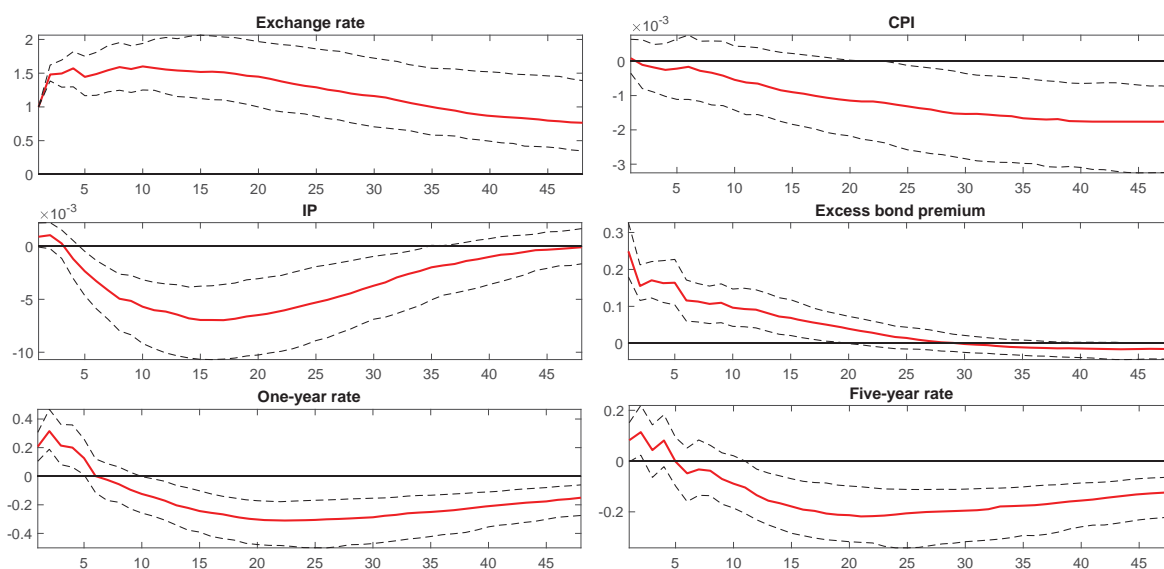 Exchange rate
2
1.5
1
0.5
0
5 10 15 20 25 30 35 40 45
CPI
×10⁻³
0
-1
-2
-3
5 10 15 20 25 30 35 40 45
IP
×10⁻³
0
-5
-10
5 10 15 20 25 30 35 40 45
Excess bond premium
0.3
0.2
0.1
0
5 10 15 20 25 30 35 40 45
One-year rate
0.4
0.2
0
-0.2
-0.4
5 10 15 20 25 30 35 40 45
Five-year rate
0.2
0
-0.2
5 10 15 20 25 30 35 40 45